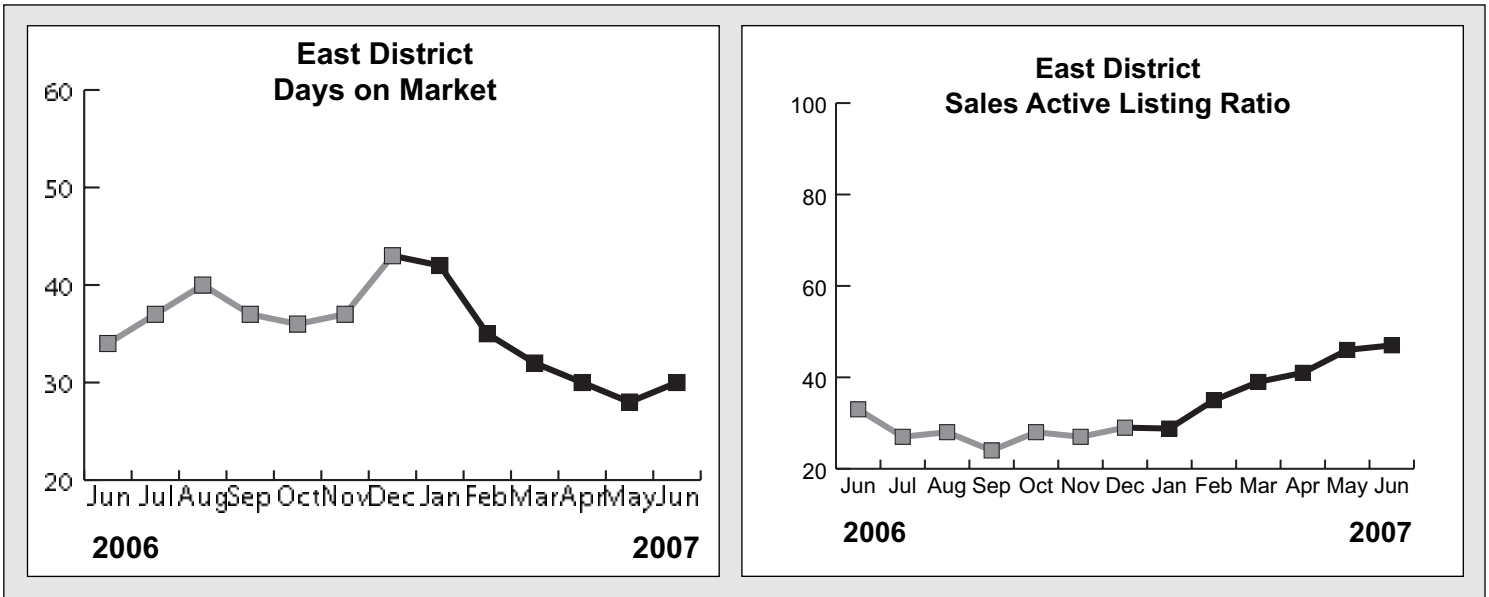 East District
Days on Market
60
50
40
30
20
Jun Jul Aug Sep Oct Nov Dec Jan Feb Mar Apr May Jun
2006 2007
East District
Sales Active Listing Ratio
100
80
60
40
20
Jun Jul Aug Sep Oct Nov Dec Jan Feb Mar Apr May Jun
2006 2007